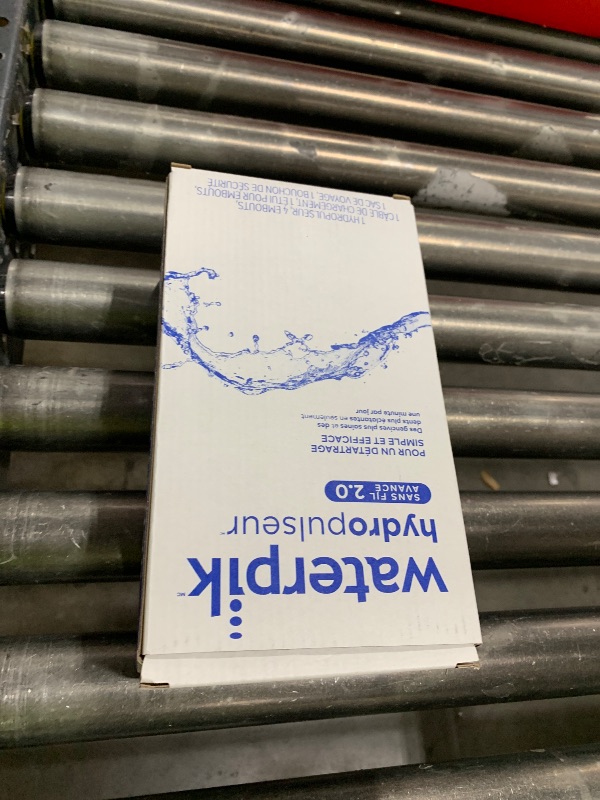 waterpik MC
hydropulseur™
SANS FIL
AVANCÉ 2.0
POUR UN DÉTARTRAGE
SIMPLE ET EFFICACE
Des gencives plus saines et des
dents plus éclatantes en seulement
une minute par jour
1 HYDROPULSEUR, 4 EMBOUTS,
1 CÂBLE DE CHARGEMENT, 1 ÉTUI POUR EMBOUTS,
1 SAC DE VOYAGE, 1 BOUCHON DE SÉCURITÉ